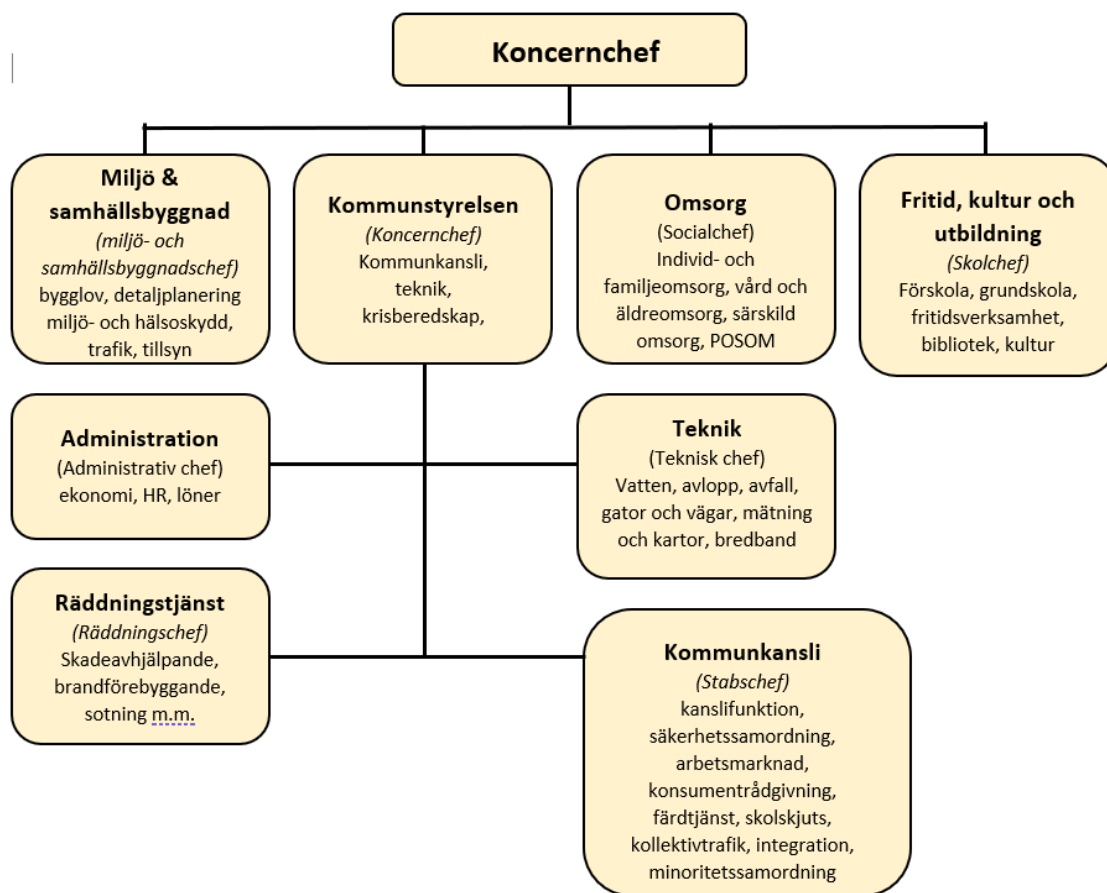 Koncernchef
Miljö &
samhällsbyggnad
(miljö- och
samhällsbyggnadschef)
bygglov, detaljplanering
miljö- och hälsoskydd,
trafik, tillsyn
Kommunstyrelsen
(Koncernchef)
Kommunkansli,
teknik,
krisberedskap,
Omsorg
(Socialchef)
Individ- och
familjeomsorg, vård och
äldreomsorg, särskild
omsorg, POSOM
Fritid, kultur och
utbildning
(Skolchef)
Förskola, grundskola,
fritidsverksamhet,
bibliotek, kultur
Administration
(Administrativ chef)
ekonomi, HR, löner
Teknik
(Teknisk chef)
Vatten, avlopp, avfall,
gator och vägar, mätning
och kartor, bredband
Räddningstjänst
(Räddningschef)
Skadeavhjälpande,
brandförebyggande,
sotning m.m.
Kommunkansli
(Stabschef)
kanslifunktion,
säkerhetssamordning,
arbetsmarknad,
konsumentrådgivning,
färdtjänst, skolskjuts,
kollektivtrafik, integration,
minoritetssamordning